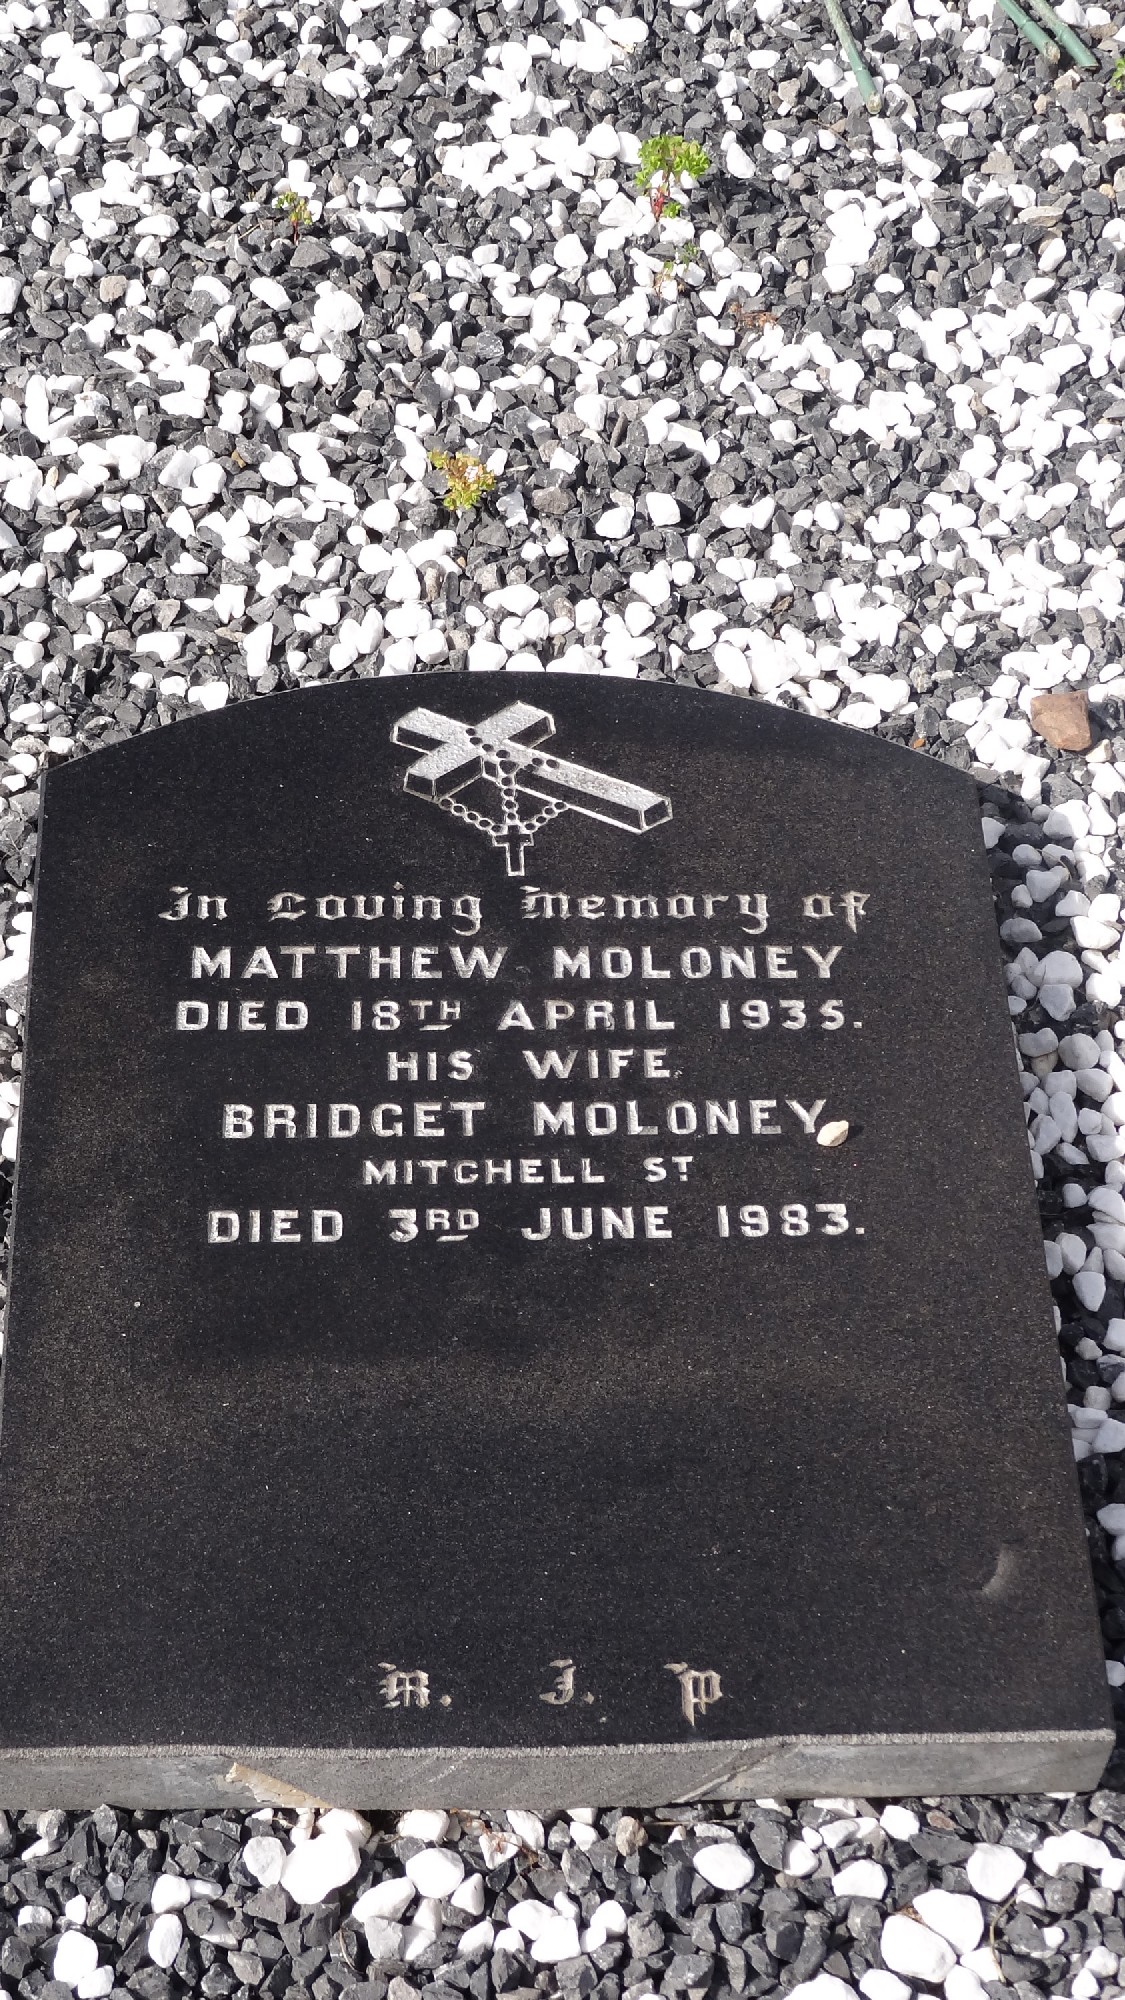 In Loving Memory of
MATTHEW MOLONEY
DIED 18TH APRIL 1935.
HIS WIFE
BRIDGET MOLONEY
MITCHELL ST
DIED 3RD JUNE 1983.
R. I. P